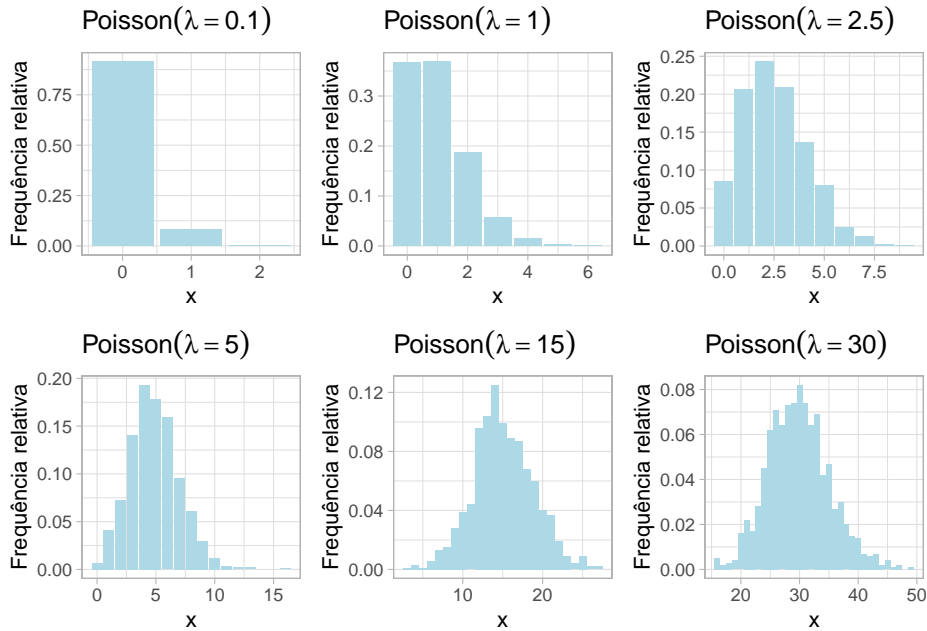 Poisson(λ = 0.1)
Frequência relativa
0.75
0.50
0.25
0.00
0 1 2
x
Poisson(λ = 1)
Frequência relativa
0.3
0.2
0.1
0.0
0 2 4 6
x
Poisson(λ = 2.5)
Frequência relativa
0.25
0.20
0.15
0.10
0.05
0.00
0.0 2.5 5.0 7.5
x
Poisson(λ = 5)
Frequência relativa
0.20
0.15
0.10
0.05
0.00
0 5 10 15
x
Poisson(λ = 15)
Frequência relativa
0.12
0.08
0.04
0.00
10 20
x
Poisson(λ = 30)
Frequência relativa
0.08
0.06
0.04
0.02
0.00
20 30 40 50
x